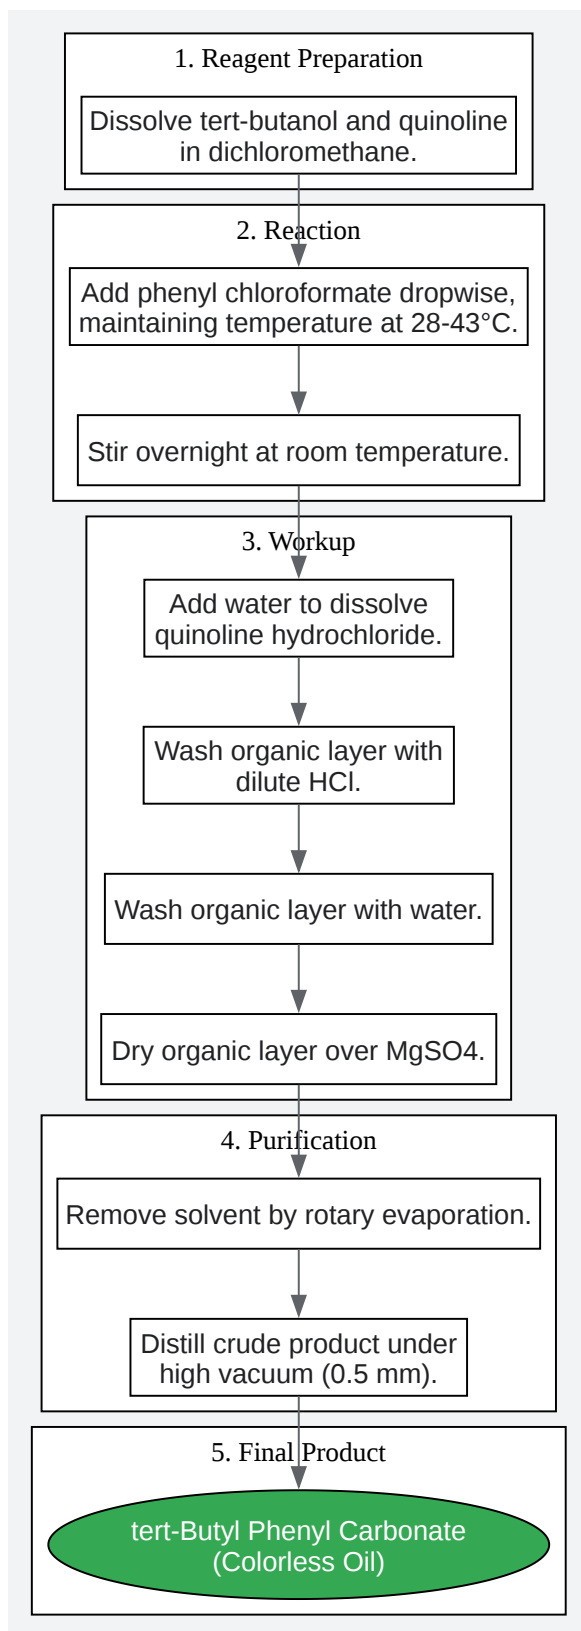 1. Reagent Preparation
Dissolve tert-butanol and quinoline
in dichloromethane.
2. Reaction
Add phenyl chloroformate dropwise,
maintaining temperature at 28-43°C.
Stir overnight at room temperature.
3. Workup
Add water to dissolve
quinoline hydrochloride.
Wash organic layer with
dilute HCl.
Wash organic layer with water.
Dry organic layer over MgSO4.
4. Purification
Remove solvent by rotary evaporation.
Distill crude product under
high vacuum (0.5 mm).
5. Final Product
tert-Butyl Phenyl Carbonate
(Colorless Oil)